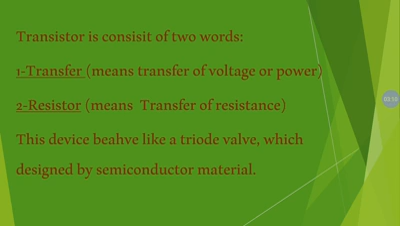 Transistor is consisit of two words:
1-Transfer (means transfer of voltage or power)
2-Resistor (means Transfer of resistance)
This device beahve like a triode valve, which
designed by semiconductor material.